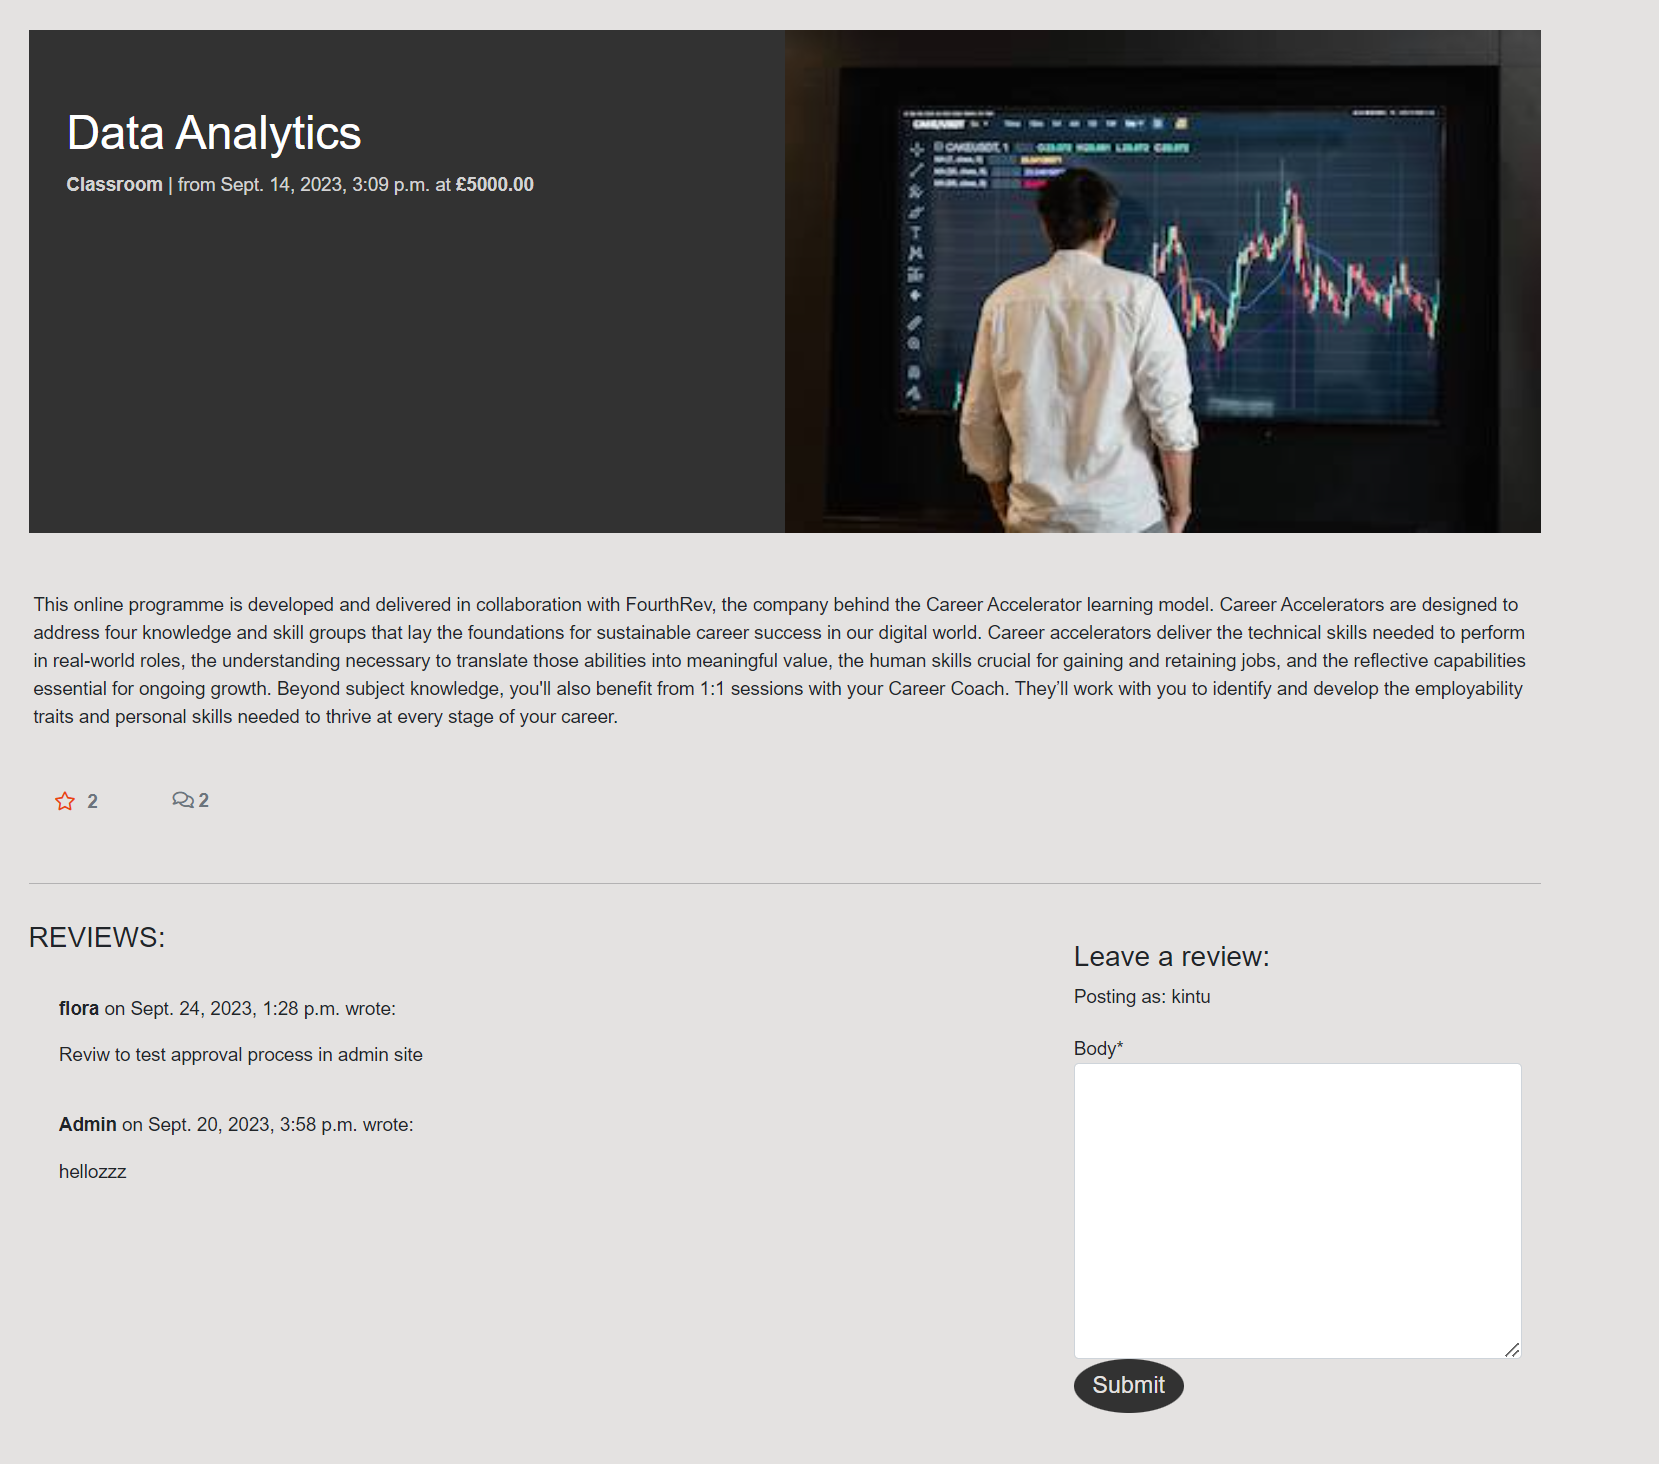 Data Analytics
Classroom | from Sept. 14, 2023, 3:09 p.m. at £5000.00
CAKEUSDT, 1
This online programme is developed and delivered in collaboration with FourthRev, the company behind the Career Accelerator learning model. Career Accelerators are designed to
address four knowledge and skill groups that lay the foundations for sustainable career success in our digital world. Career accelerators deliver the technical skills needed to perform
in real-world roles, the understanding necessary to translate those abilities into meaningful value, the human skills crucial for gaining and retaining jobs, and the reflective capabilities
essential for ongoing growth. Beyond subject knowledge, you'll also benefit from 1:1 sessions with your Career Coach. They’ll work with you to identify and develop the employability
traits and personal skills needed to thrive at every stage of your career.
2
2
REVIEWS:
flora on Sept. 24, 2023, 1:28 p.m. wrote:
Reviw to test approval process in admin site
Admin on Sept. 20, 2023, 3:58 p.m. wrote:
hellozzz
Leave a review:
Posting as: kintu
Body*
Submit